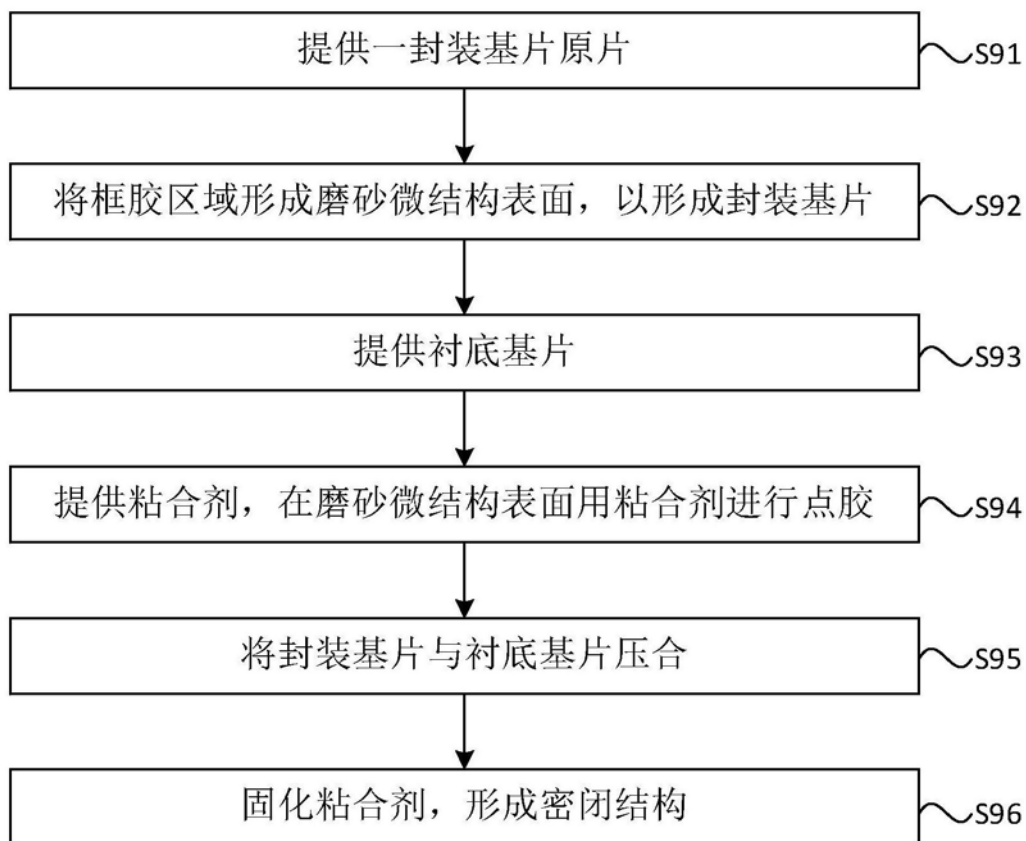 提供一封装基片原片
S91
将框胶区域形成磨砂微结构表面，以形成封装基片
S92
提供衬底基片
S93
提供粘合剂，在磨砂微结构表面用粘合剂进行点胶
S94
将封装基片与衬底基片压合
S95
固化粘合剂，形成密闭结构
S96